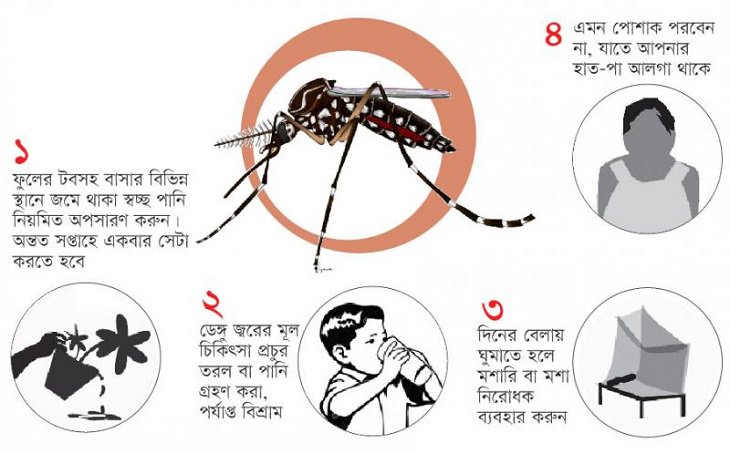 ১
ফুলের টবসহ বাসার বিভিন্ন
স্থানে জমে থাকা স্বচ্ছ পানি
নিয়মিত অপসারণ করুন।
অন্তত সপ্তাহে একবার সেটা
করতে হবে
২
ডেঙ্গু জ্বরের মূল
চিকিৎসা প্রচুর
তরল বা পানি
গ্রহণ করা,
পর্যাপ্ত বিশ্রাম
৩
দিনের বেলায়
ঘুমাতে হলে
মশারি বা মশা
নিরোধক
ব্যবহার করুন
৪
এমন পোশাক পরবেন
না, যাতে আপনার
হাত-পা আলগা থাকে